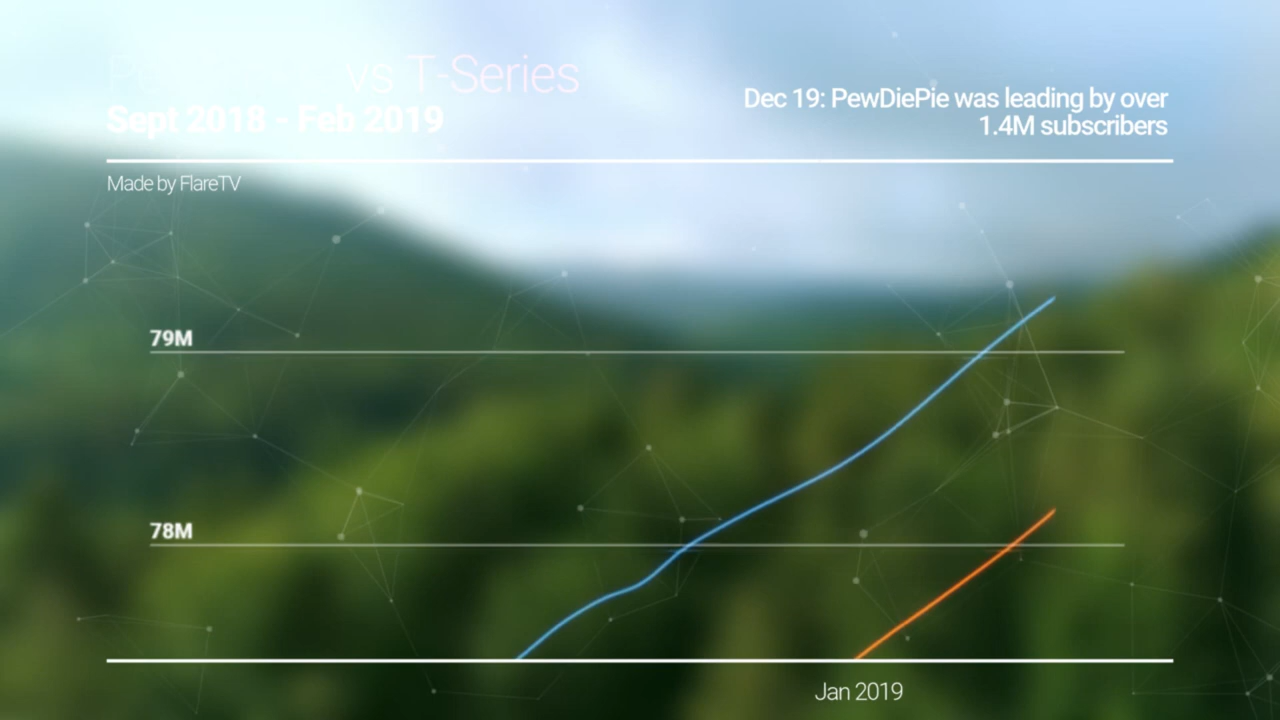 vs T-Series
Sept 2018 - Feb 2019
Dec 19: PewDiePie was leading by over
1.4M subscribers
Made by FlareTV
79M
78M
Jan 2019